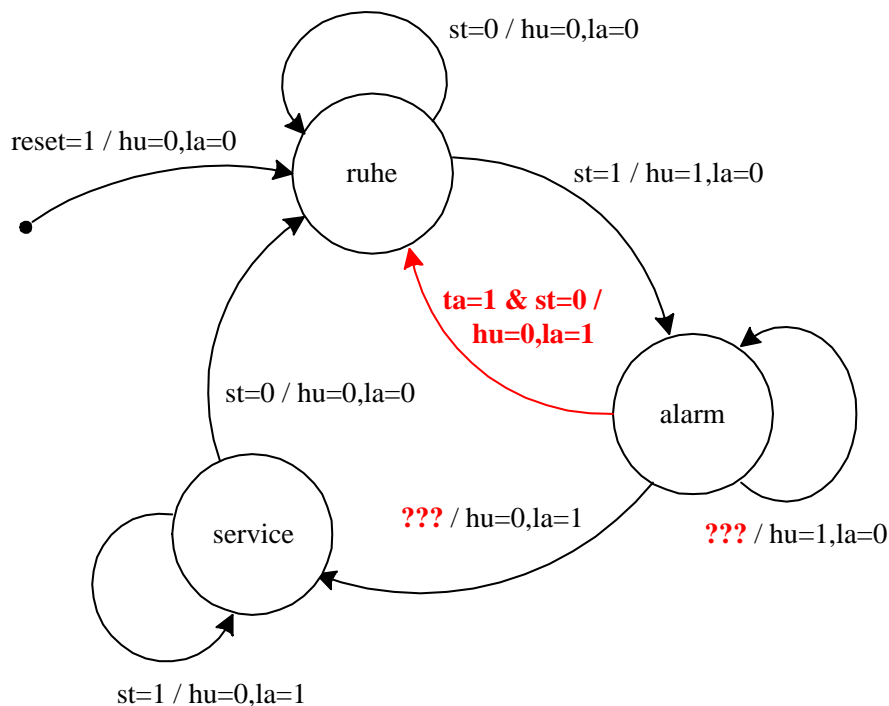 st=0 / hu=0,la=0
reset=1 / hu=0,la=0
ruhe
st=1 / hu=1,la=0
ta=1 & st=0 /
hu=0,la=1
st=0 / hu=0,la=0
alarm
??? / hu=0,la=1
service
??? / hu=1,la=0
st=1 / hu=0,la=1